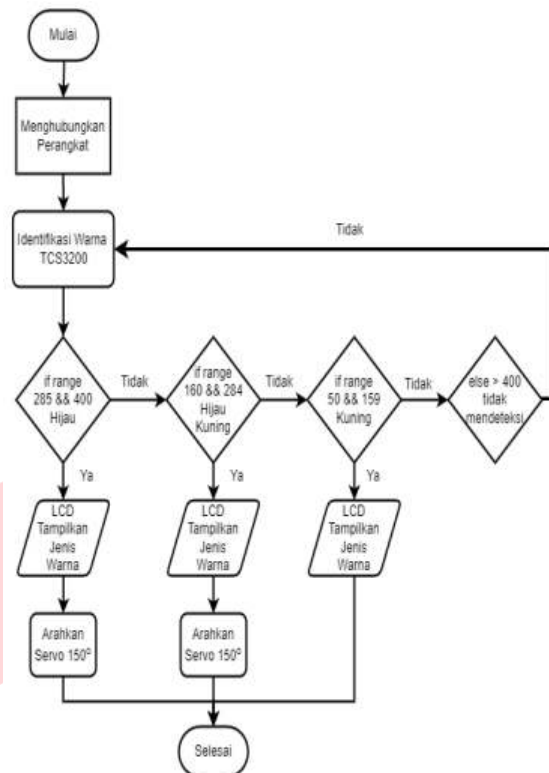 Mulai
Menghubungkan
Perangkat
Identifikasi Warna
TCS3200
Tidak
if range
285 && 400
Hijau
Tidak
if range
160 && 284
Hijau
Kuning
Tidak
if range
50 && 159
Kuning
Tidak
else > 400
tidak
mendeteksi
Ya
Ya
Ya
LCD
Tampilkan
Jenis
Warna
LCD
Tampilkan
Jenis
Warna
LCD
Tampilkan
Jenis
Warna
Arahkan
Servo 150°
Arahkan
Servo 150°
Selesai